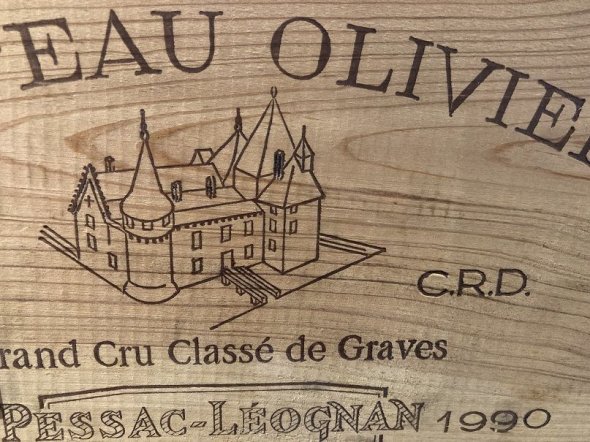 'EAU OLIVIE
C.R.D.
rand Cru Classé de Graves
PESSAC-LÉOGNAN 1990